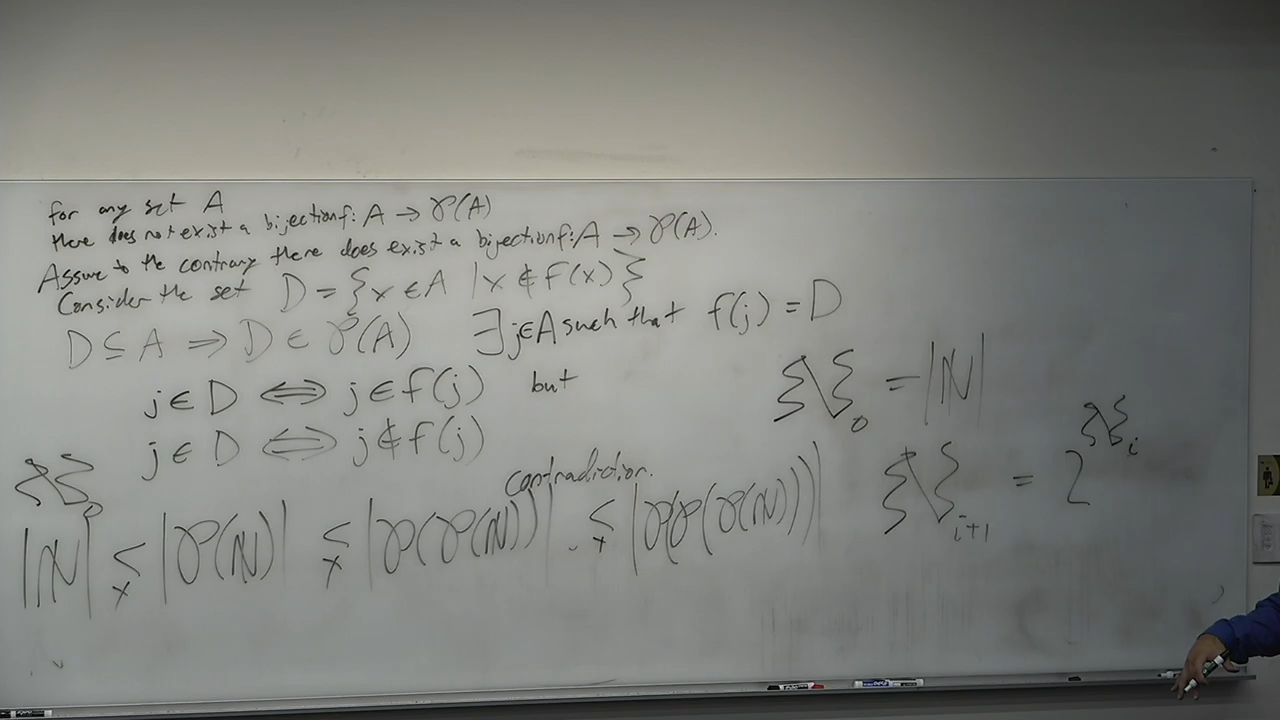 for any set A
there does not exist a bijection f: A → 𝒫(A)
Assume to the contrary there does exist a bijection f: A → 𝒫(A).
Consider the set D = {x ∈ A | x ∉ f(x)}
D ⊆ A ⇒ D ∈ 𝒫(A) ∃ j ∈ A such that f(j) = D
j ∈ D ⇔ j ∈ f(j) but
j ∈ D ⇔ j ∉ f(j)
contradiction.
ℵ₀ = |ℕ|
ℵᵢ₊₁ = 2^ℵᵢ
ℵ₀
|ℕ| ≨ |𝒫(ℕ)| ≨ |𝒫(𝒫(ℕ))| ≨ |𝒫(𝒫(𝒫(ℕ)))|